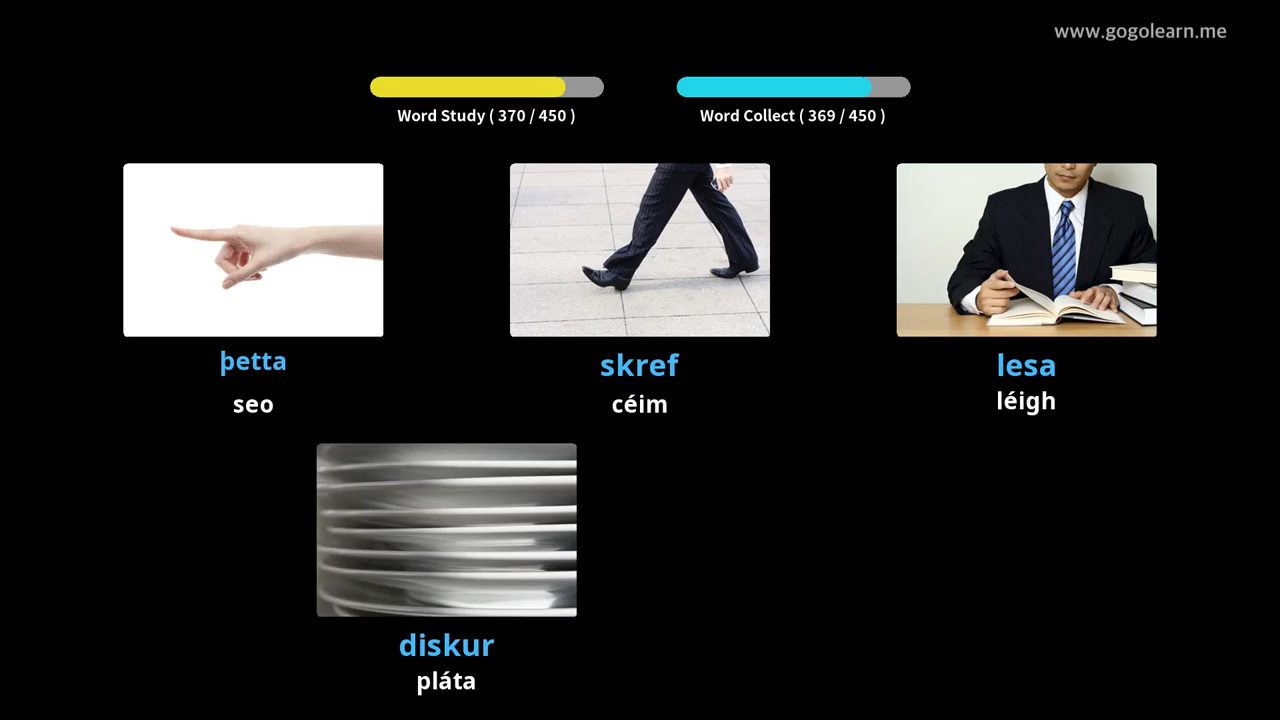 www.gogolearn.me
Word Study ( 370 / 450 )
Word Collect ( 369 / 450 )
þetta
seo
skref
céim
lesa
léigh
diskur
pláta